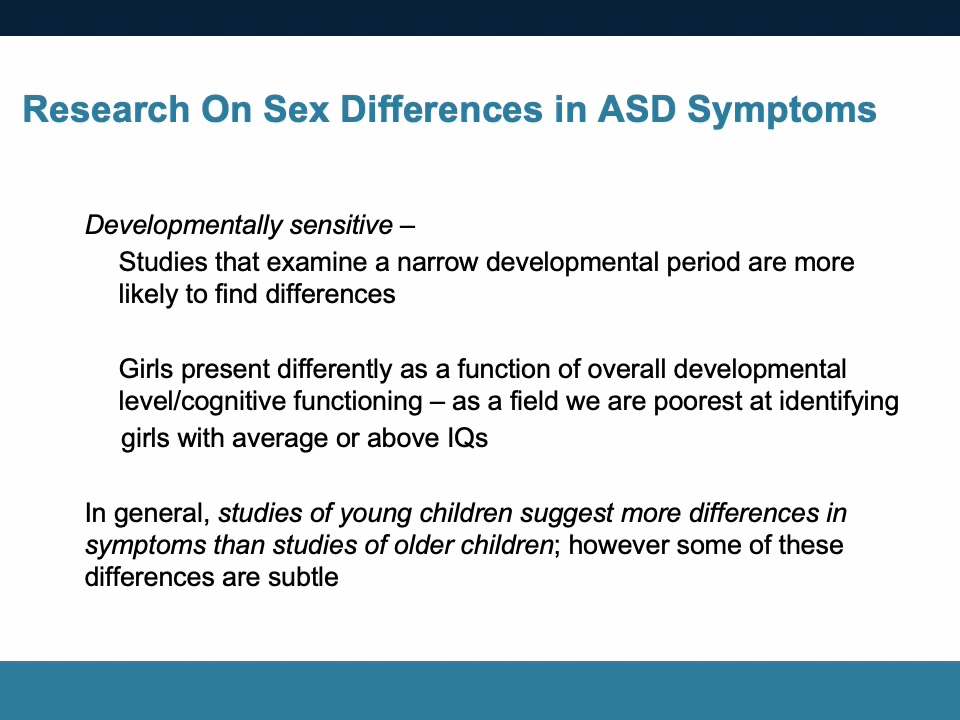 Research On Sex Differences in ASD Symptoms
Developmentally sensitive –
Studies that examine a narrow developmental period are more
likely to find differences
Girls present differently as a function of overall developmental
level/cognitive functioning – as a field we are poorest at identifying
girls with average or above IQs
In general, studies of young children suggest more differences in
symptoms than studies of older children; however some of these
differences are subtle